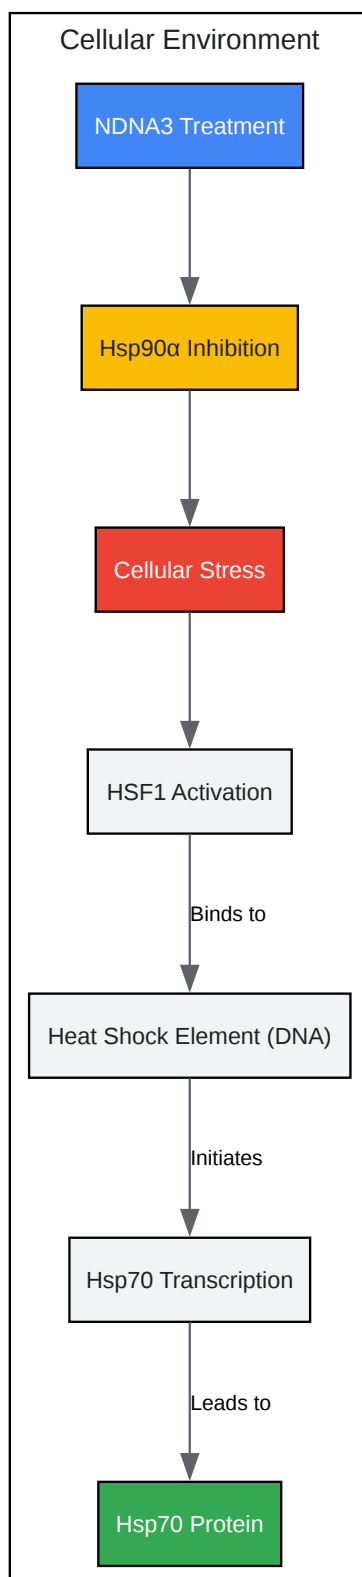 Cellular Environment
NDNA3 Treatment
Hsp90α Inhibition
Cellular Stress
HSF1 Activation
Binds to
Heat Shock Element (DNA)
Initiates
Hsp70 Transcription
Leads to
Hsp70 Protein